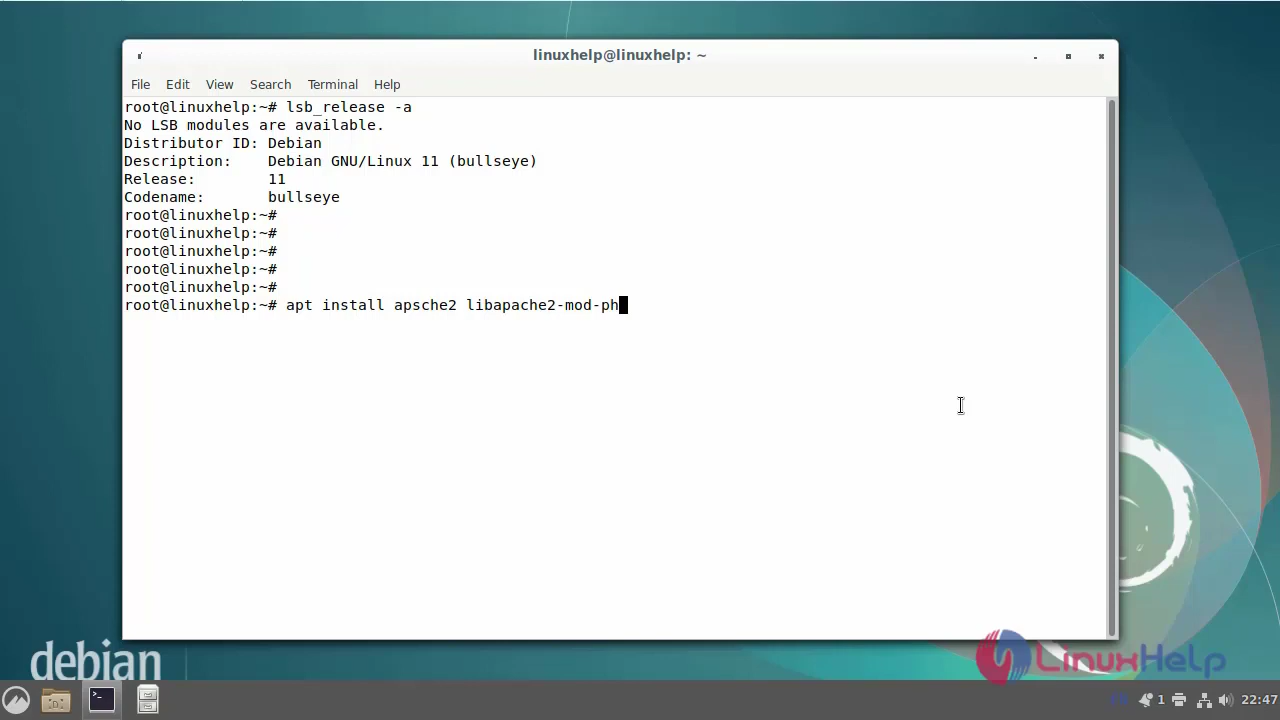 linuxhelp@linuxhelp: ~
File Edit View Search Terminal Help
root@linuxhelp:~# lsb_release -a
No LSB modules are available.
Distributor ID: Debian
Description:    Debian GNU/Linux 11 (bullseye)
Release:        11
Codename:       bullseye
root@linuxhelp:~#
root@linuxhelp:~#
root@linuxhelp:~#
root@linuxhelp:~#
root@linuxhelp:~#
root@linuxhelp:~# apt install apsche2 libapache2-mod-ph
debian
LinuxHelp
1 22:47